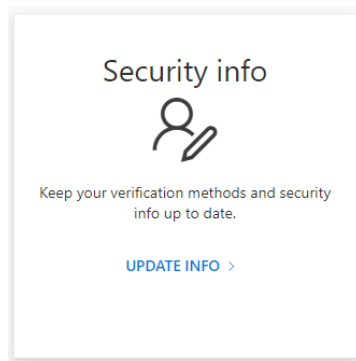 Security info
Keep your verification methods and security
info up to date.
UPDATE INFO >